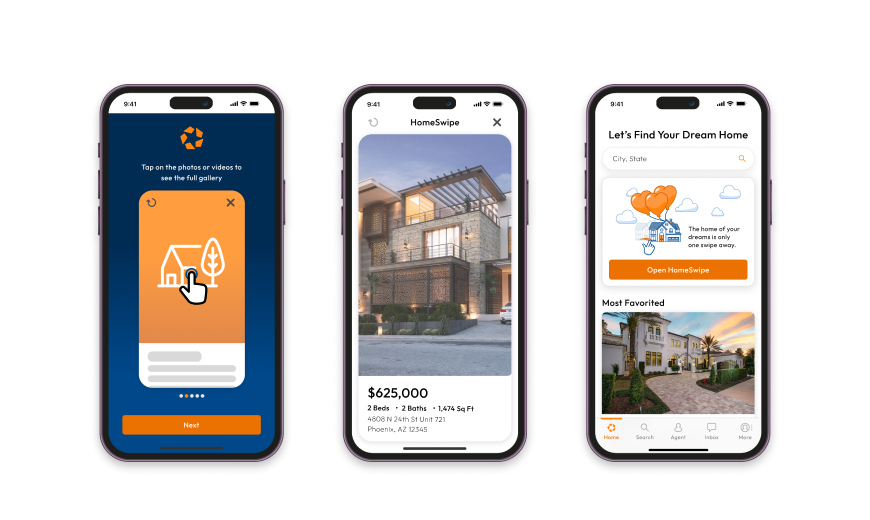 9:41
Tap on the photos or videos to
see the full gallery
Next
9:41
HomeSwipe
$625,000
2 Beds • 2 Baths • 1,474 Sq Ft
4808 N 24th St Unit 721
Phoenix, AZ 12345
9:41
Let's Find Your Dream Home
City, State
The home of your
dreams is only
one swipe away.
Open HomeSwipe
Most Favorited
Home Search Agent Inbox More